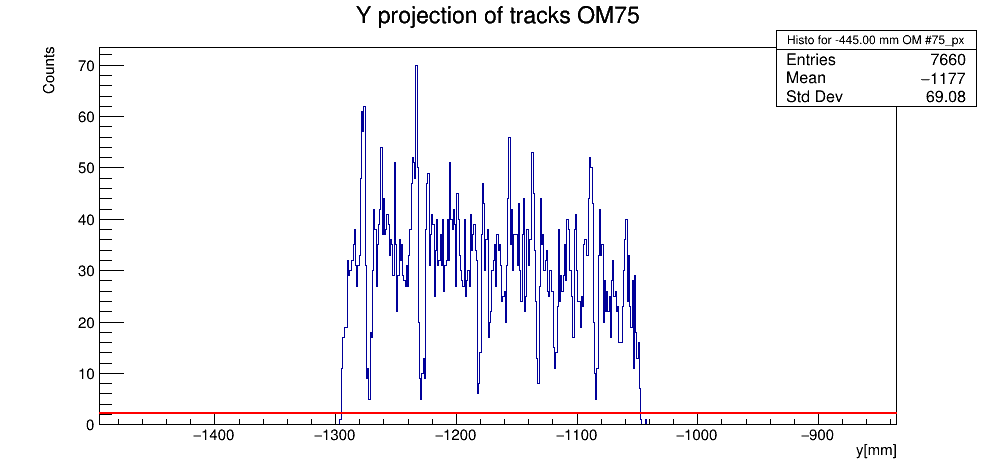 Y projection of tracks OM75
Histo for -445.00 mm OM #75_px
Entries 7660
Mean −1177
Std Dev 69.08
Counts
70
60
50
40
30
20
10
0
−1400 −1300 −1200 −1100 −1000 −900
y[mm]